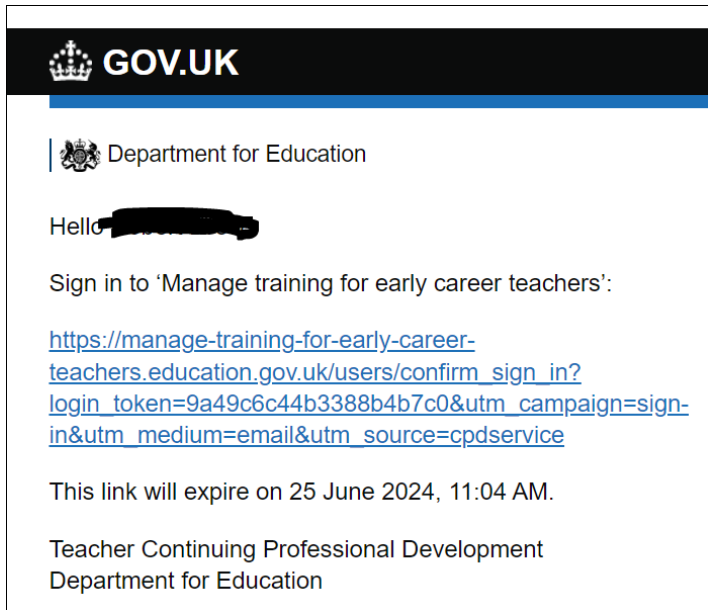 GOV.UK
Department for Education
Hello
Sign in to ‘Manage training for early career teachers’:
https://manage-training-for-early-career-
teachers.education.gov.uk/users/confirm_sign_in?
login_token=9a49c6c44b3388b4b7c0&utm_campaign=sign-
in&utm_medium=email&utm_source=cpdservice
This link will expire on 25 June 2024, 11:04 AM.
Teacher Continuing Professional Development
Department for Education